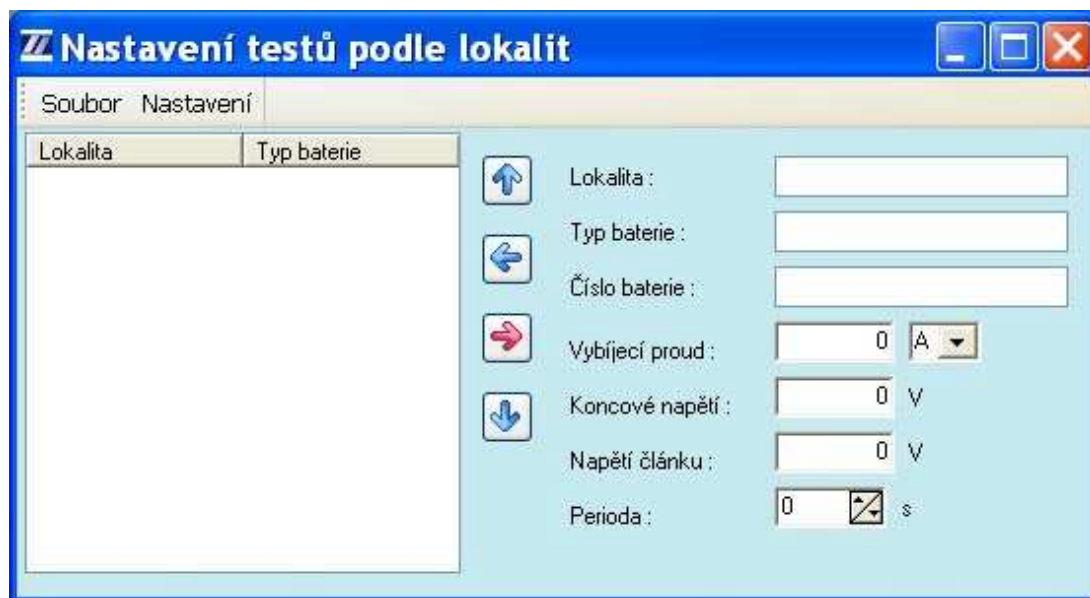 Nastavení testů podle lokalit
Soubor Nastavení
Lokalita Typ baterie
Lokalita :
Typ baterie :
Číslo baterie :
Vybíjecí proud : 0 A
Koncové napětí : 0 V
Napětí článku : 0 V
Perioda : 0 s